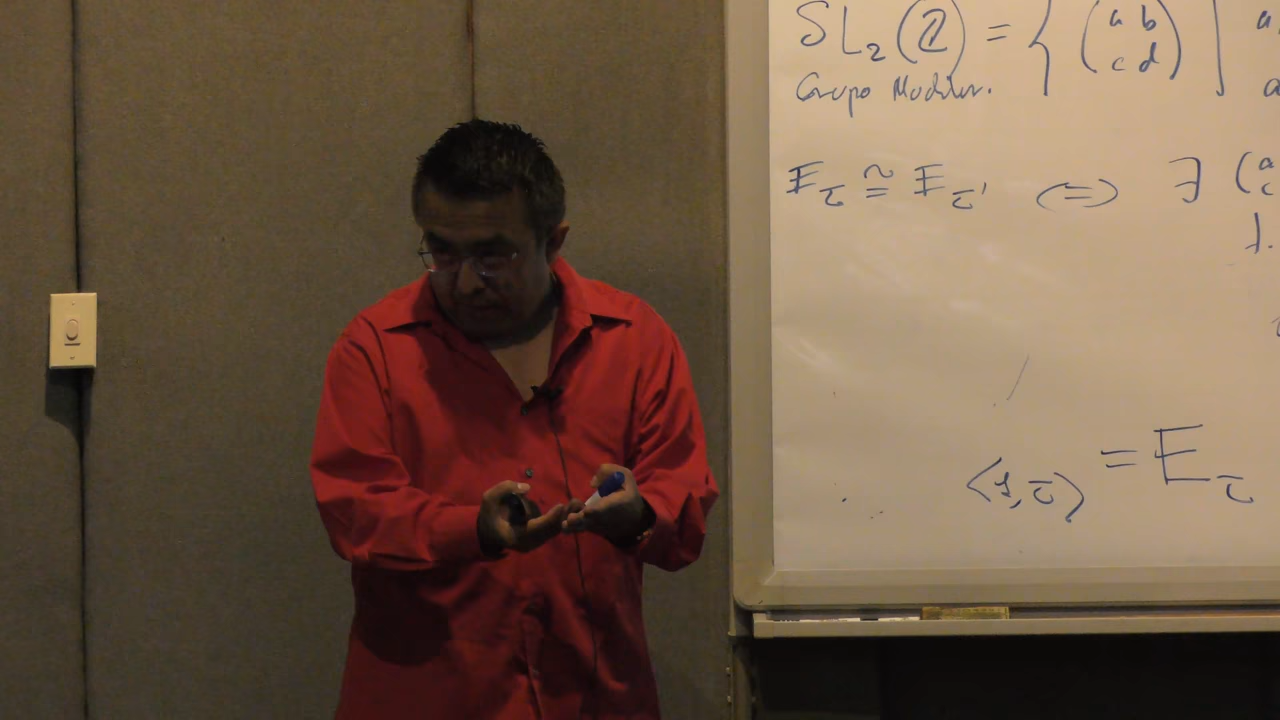 SL₂(ℤ) = { (a b
c d) | a,
Grupo Modular. a
E_τ ≅ E_τ' ⇔ ∃ (a
c
⟨1, τ⟩ = E_τ